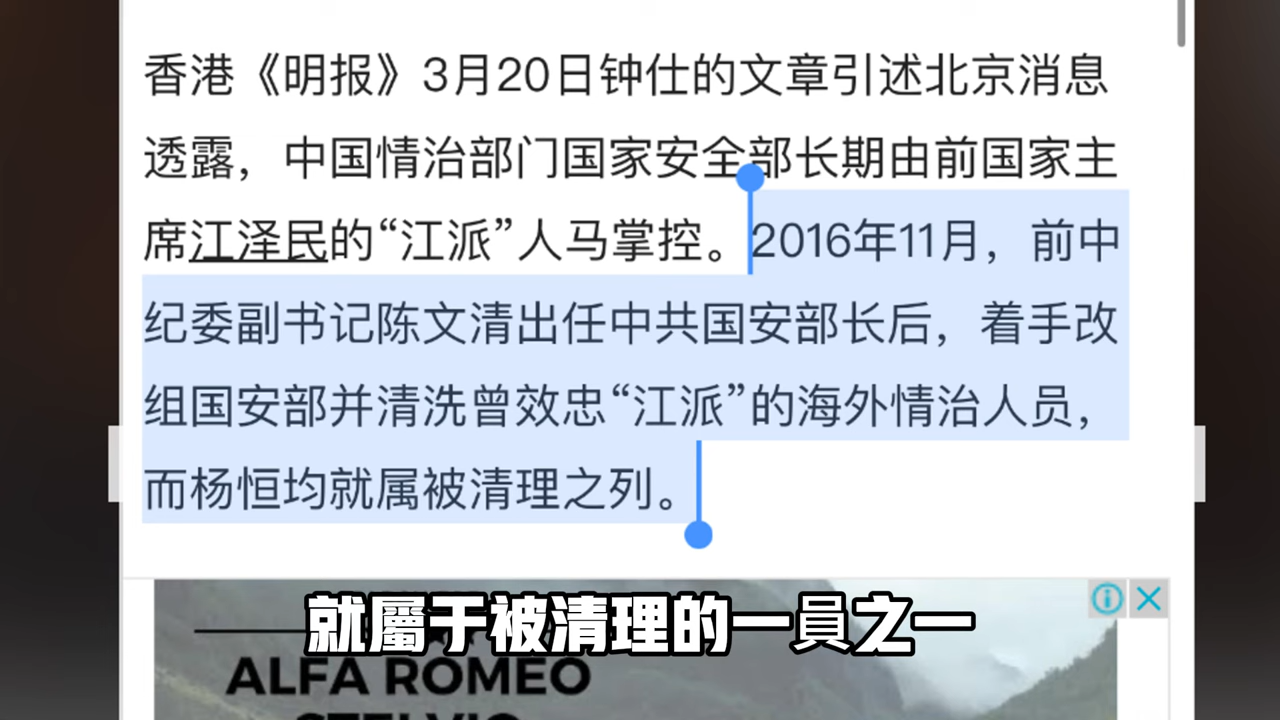 香港《明报》3月20日钟仕的文章引述北京消息
透露，中国情治部门国家安全部长期由前国家主
席江泽民的“江派”人马掌控。2016年11月，前中
纪委副书记陈文清出任中共国安部长后，着手改
组国安部并清洗曾效忠“江派”的海外情治人员，
而杨恒均就属被清理之列。
就屬于被清理的一員之一
ALFA ROMEO
STELVIO